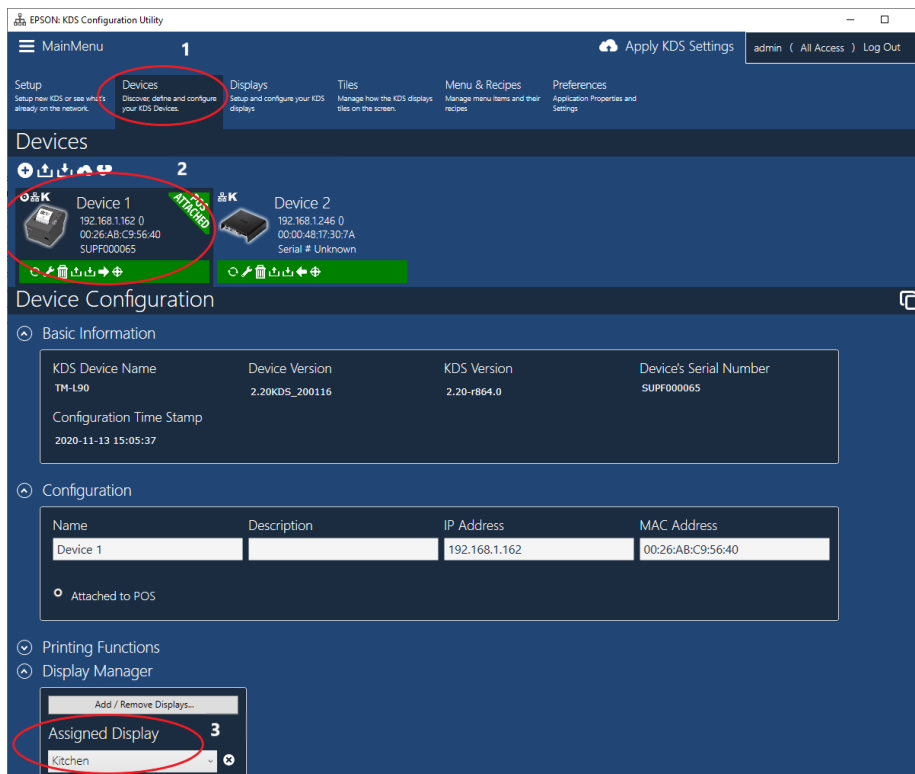 EPSON: KDS Configuration Utility
MainMenu
1
Apply KDS Settings
admin ( All Access ) Log Out
Setup
Setup new KDS or see what's
already on the network.
Devices
Discover, define and configure
your KDS Devices.
Displays
Setup and configure your KDS
displays
Tiles
Manage how the KDS displays
tiles on the screen.
Menu & Recipes
Manage menu items and their
recipes
Preferences
Application Properties and
Settings
Devices
2
K
Device 1
192.168.1.162 ()
00:26:AB:C9:56:40
SUPF000065
POS
ATTACHED
K
Device 2
192.168.1.246 ()
00:00:48:17:30:7A
Serial # Unknown
Device Configuration
Basic Information
KDS Device Name
TM-L90
Device Version
2.20KDS_200116
KDS Version
2.20-r864.0
Device's Serial Number
SUPF000065
Configuration Time Stamp
2020-11-13 15:05:37
Configuration
Name
Device 1
Description
IP Address
192.168.1.162
MAC Address
00:26:AB:C9:56:40
Attached to POS
Printing Functions
Display Manager
Add / Remove Displays...
Assigned Display
3
Kitchen